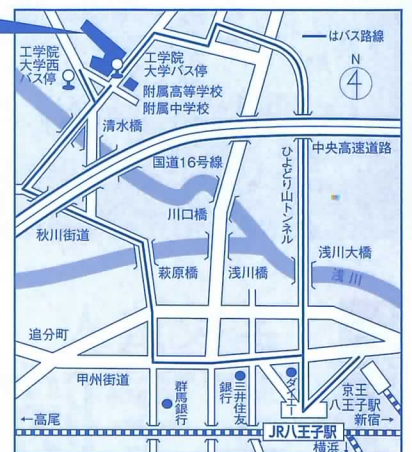 はバス路線
N
工学院
大学西
バス停
工学院
大学バス停
附属高等学校
附属中学校
清水橋
中央高速道路
国道16号線
ひよどり山トンネル
川口橋
秋川街道
萩原橋
浅川橋
浅川大橋
浅川
追分町
甲州街道
群馬銀行
三井住友
銀行
ダイエー
京王
八王子駅
←高尾
新宿→
JR八王子駅
横浜